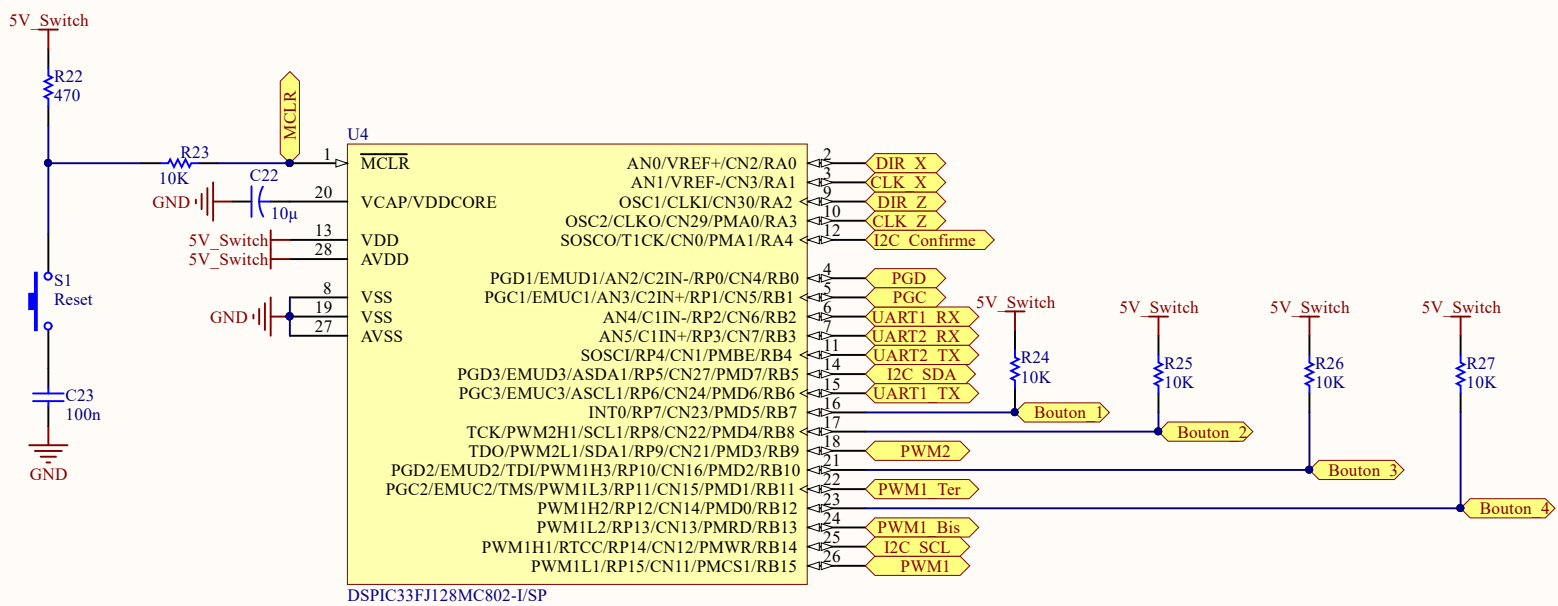 5V_Switch
R22
470
MCLR
R23
10K
C22
10µ
GND
5V_Switch
5V_Switch
GND
S1
Reset
C23
100n
GND
U4
1 MCLR
20 VCAP/VDDCORE
13 VDD
28 AVDD
8 VSS
19 VSS
27 AVSS
AN0/VREF+/CN2/RA0 2 DIR_X
AN1/VREF-/CN3/RA1 3 CLK_X
OSC1/CLKI/CN30/RA2 9 DIR_Z
OSC2/CLKO/CN29/PMA0/RA3 10 CLK_Z
SOSCO/T1CK/CN0/PMA1/RA4 12 I2C_Confirme
PGD1/EMUD1/AN2/C2IN-/RP0/CN4/RB0 4 PGD
PGC1/EMUC1/AN3/C2IN+/RP1/CN5/RB1 5 PGC
AN4/C1IN-/RP2/CN6/RB2 6 UART1_RX
AN5/C1IN+/RP3/CN7/RB3 7 UART2_RX
SOSCI/RP4/CN1/PMBE/RB4 11 UART2_TX
PGD3/EMUD3/ASDA1/RP5/CN27/PMD7/RB5 14 I2C_SDA
PGC3/EMUC3/ASCL1/RP6/CN24/PMD6/RB6 15 UART1_TX
INT0/RP7/CN23/PMD5/RB7 16
TCK/PWM2H1/SCL1/RP8/CN22/PMD4/RB8 17
TDO/PWM2L1/SDA1/RP9/CN21/PMD3/RB9 18 PWM2
PGD2/EMUD2/TDI/PWM1H3/RP10/CN16/PMD2/RB10 21
PGC2/EMUC2/TMS/PWM1L3/RP11/CN15/PMD1/RB11 22 PWM1_Ter
PWM1H2/RP12/CN14/PMD0/RB12 23
PWM1L2/RP13/CN13/PMRD/RB13 24 PWM1_Bis
PWM1H1/RTCC/RP14/CN12/PMWR/RB14 25 I2C_SCL
PWM1L1/RP15/CN11/PMCS1/RB15 26 PWM1
DSPIC33FJ128MC802-I/SP
5V_Switch
R24
10K
Bouton_1
5V_Switch
R25
10K
Bouton_2
5V_Switch
R26
10K
Bouton_3
5V_Switch
R27
10K
Bouton_4